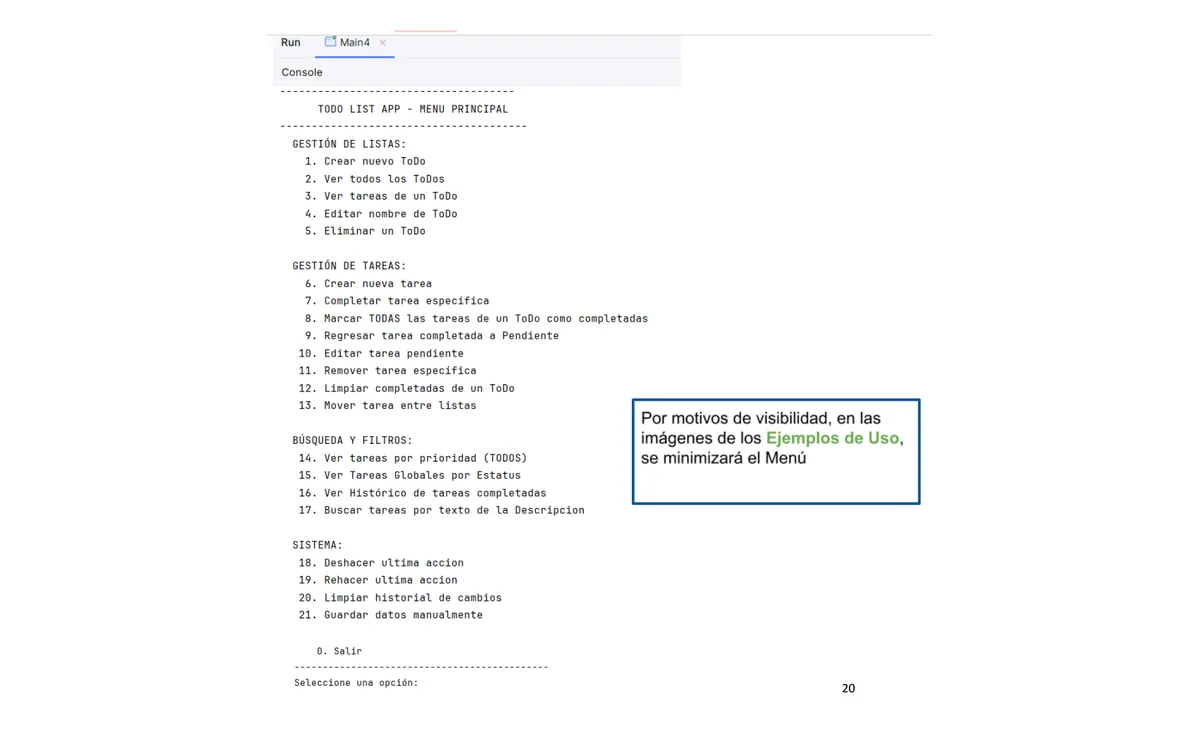 Run Main4 ×
Console
-------------------------------------
TODO LIST APP - MENU PRINCIPAL
---------------------------------------
GESTIÓN DE LISTAS:
1. Crear nuevo ToDo
2. Ver todos los ToDos
3. Ver tareas de un ToDo
4. Editar nombre de ToDo
5. Eliminar un ToDo
GESTIÓN DE TAREAS:
6. Crear nueva tarea
7. Completar tarea específica
8. Marcar TODAS las tareas de un ToDo como completadas
9. Regresar tarea completada a Pendiente
10. Editar tarea pendiente
11. Remover tarea específica
12. Limpiar completadas de un ToDo
13. Mover tarea entre listas
BÚSQUEDA Y FILTROS:
14. Ver tareas por prioridad (TODOS)
15. Ver Tareas Globales por Estatus
16. Ver Histórico de tareas completadas
17. Buscar tareas por texto de la Descripcion
SISTEMA:
18. Deshacer ultima accion
19. Rehacer ultima accion
20. Limpiar historial de cambios
21. Guardar datos manualmente
0. Salir
---------------------------------------------
Seleccione una opción:
Por motivos de visibilidad, en las
imágenes de los Ejemplos de Uso,
se minimizará el Menú
20